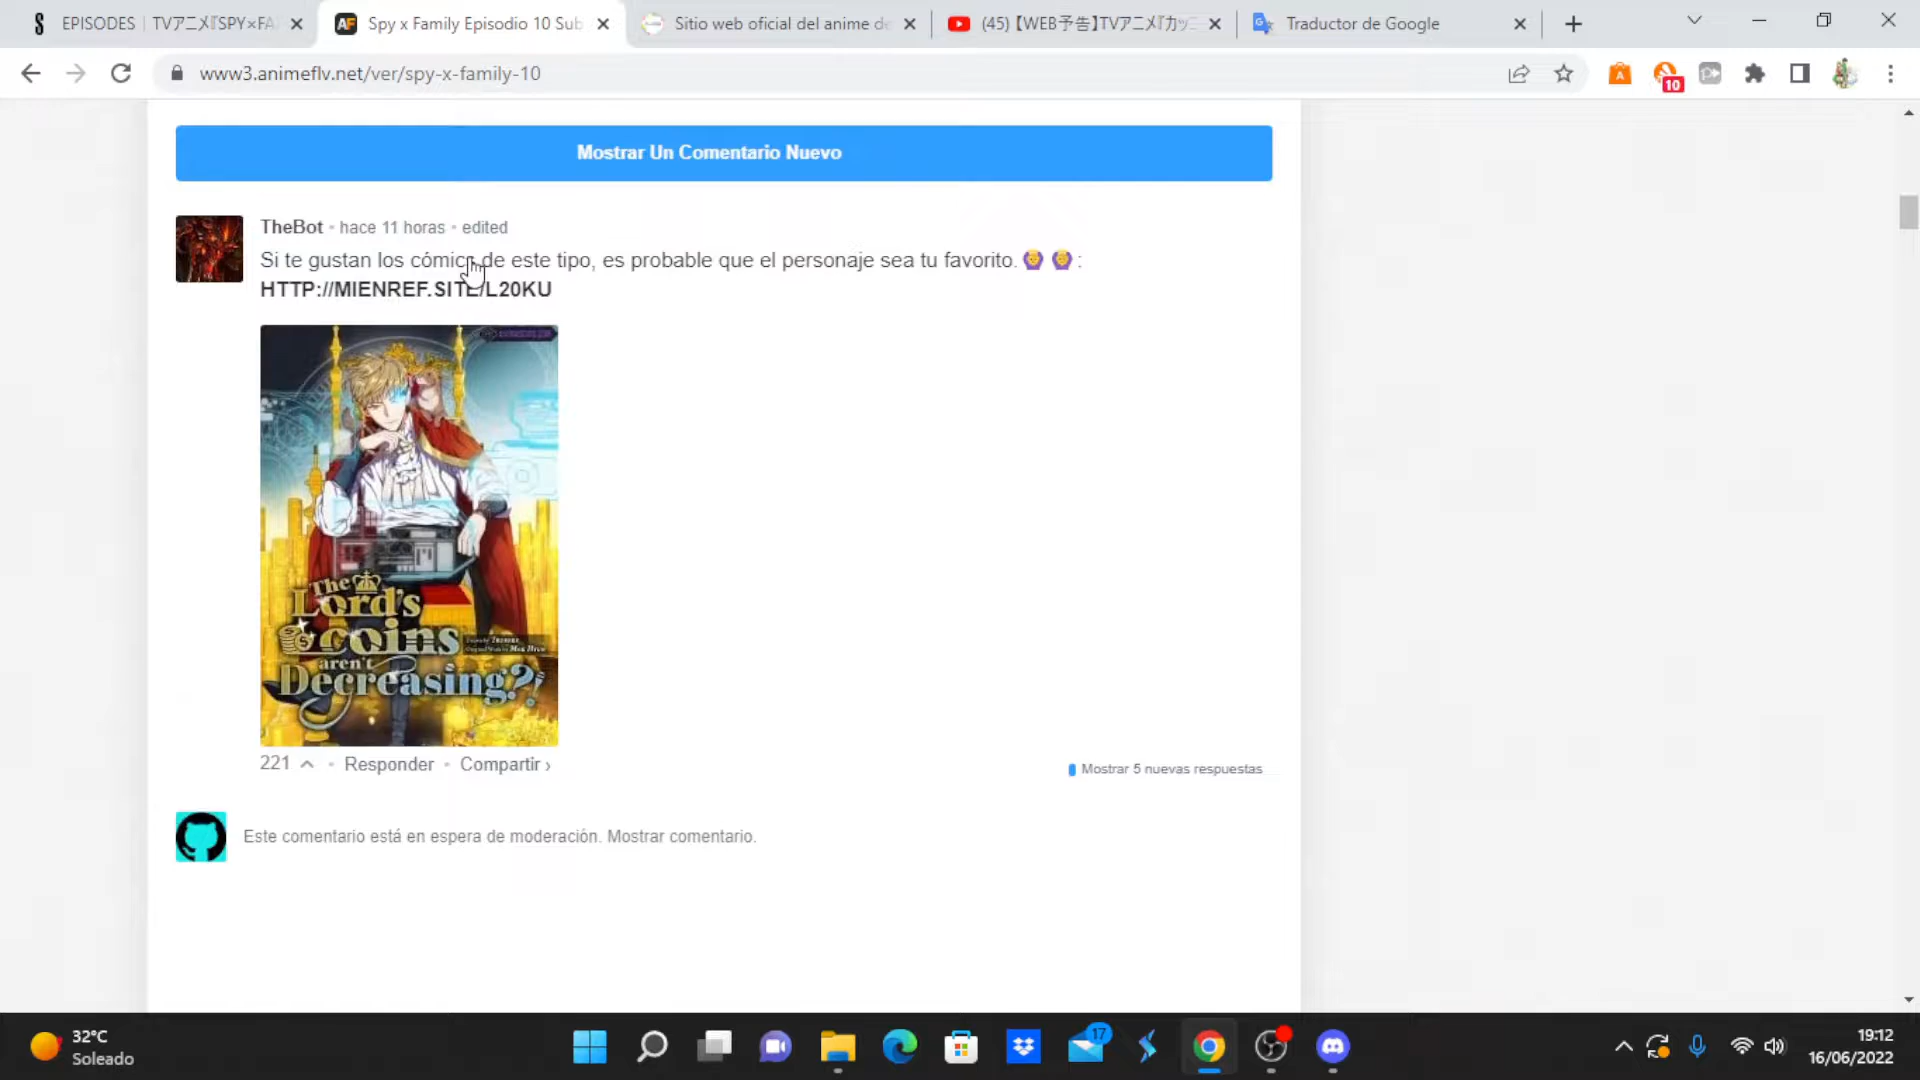 EPISODES | TVアニメ『SPY×FA
Spy x Family Episodio 10 Sub
Sitio web oficial del anime de
(45) 【WEB予告】TVアニメ『カッコ
Traductor de Google
www3.animeflv.net/ver/spy-x-family-10
10
Mostrar Un Comentario Nuevo
TheBot • hace 11 horas • edited
Si te gustan los cómics de este tipo, es probable que el personaje sea tu favorito. 🙆‍♂️ 🙆‍♂️ :
HTTP://MIENREF.SITE/L20KU
The
Lord's
coins
aren't
Decreasing?!
221 • Responder • Compartir ›
Mostrar 5 nuevas respuestas
Este comentario está en espera de moderación. Mostrar comentario.
32°C
Soleado
17
19:12
16/06/2022